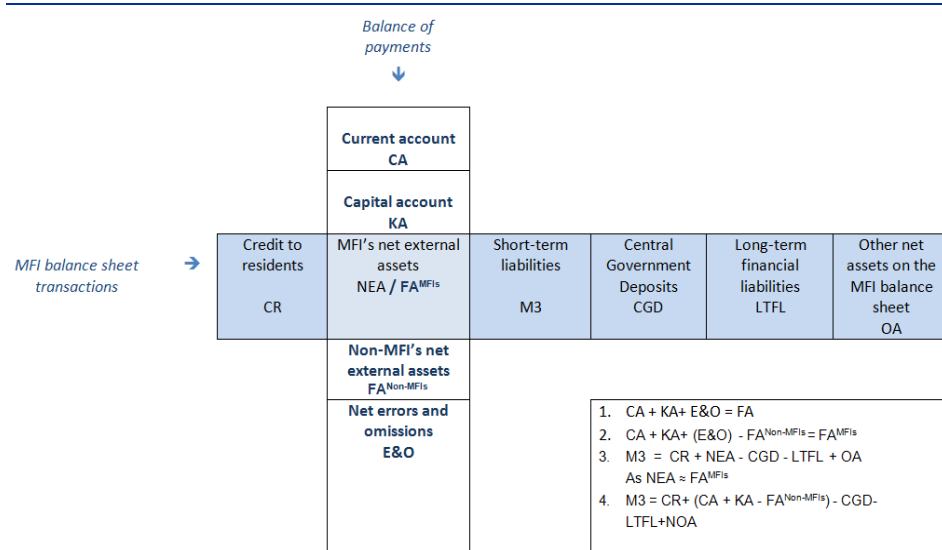 Balance of
payments
Current account
CA
Capital account
KA
MFI balance sheet
transactions
Credit to
residents
CR
MFI's net external
assets
NEA / FA^MFIs
Short-term
liabilities
M3
Central
Government
Deposits
CGD
Long-term
financial
liabilities
LTFL
Other net
assets on the
MFI balance
sheet
OA
Non-MFI's net
external assets
FA^Non-MFIs
Net errors and
omissions
E&O
1. CA + KA+ E&O = FA
2. CA + KA+ (E&O) - FA^Non-MFIs = FA^MFIs
3. M3 = CR + NEA - CGD - LTFL + OA
As NEA ≈ FA^MFIs
4. M3 = CR+ (CA + KA - FA^Non-MFIs) - CGD-
LTFL+NOA